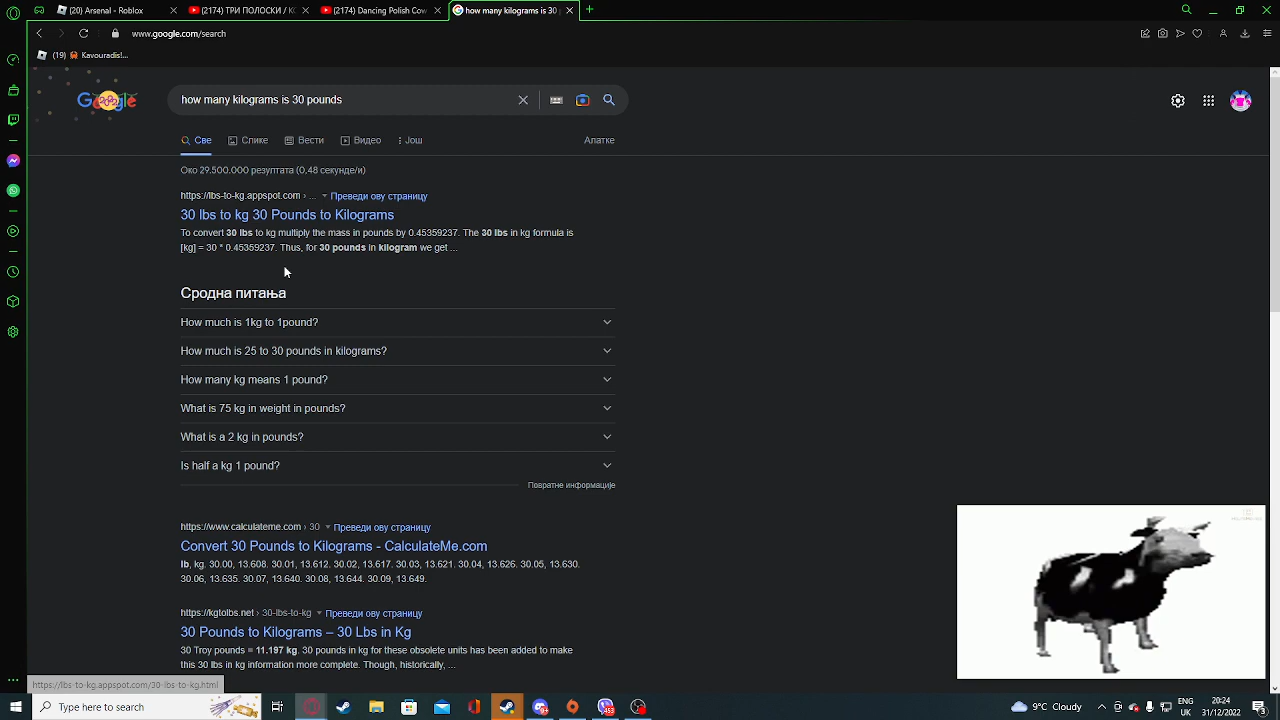 (20) Arsenal - Roblox
(2174) ТРИ ПОЛОСКИ / КС
(2174) Dancing Polish Cow
how many kilograms is 30
www.google.com/search
(19) Kavouradis!...
Google
how many kilograms is 30 pounds
Све
Слике
Вести
Видео
Још
Алатке
Око 29.500.000 резултата (0,48 секунде/и)
https://lbs-to-kg.appspot.com › ... Преведи ову страницу
30 lbs to kg 30 Pounds to Kilograms
To convert 30 lbs to kg multiply the mass in pounds by 0.45359237. The 30 lbs in kg formula is
[kg] = 30 * 0.45359237. Thus, for 30 pounds in kilogram we get ...
Сродна питања
How much is 1kg to 1pound?
How much is 25 to 30 pounds in kilograms?
How many kg means 1 pound?
What is 75 kg in weight in pounds?
What is a 2 kg in pounds?
Is half a kg 1 pound?
Повратне информације
https://www.calculateme.com › 30 Преведи ову страницу
Convert 30 Pounds to Kilograms - CalculateMe.com
lb, kg. 30.00, 13.608. 30.01, 13.612. 30.02, 13.617. 30.03, 13.621. 30.04, 13.626. 30.05, 13.630.
30.06, 13.635. 30.07, 13.640. 30.08, 13.644. 30.09, 13.649.
https://kgtolbs.net › 30-lbs-to-kg Преведи ову страницу
30 Pounds to Kilograms – 30 Lbs in Kg
30 Troy pounds = 11.197 kg. 30 pounds in kg for these obsolete units has been added to make
this 30 lbs in kg information more complete. Though, historically, ...
https://lbs-to-kg.appspot.com/30-lbs-to-kg.html
Type here to search
9°C Cloudy
ENG
UK
20:24
31/12/2022